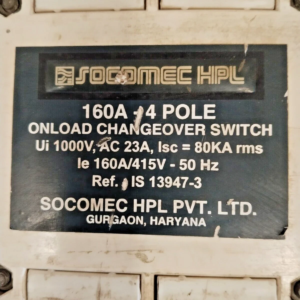 SOCOMEC HPL
160A - 4 POLE
ONLOAD CHANGEOVER SWITCH
Ui 1000V, AC 23A, Isc = 80KA rms
Ie 160A/415V - 50 Hz
Ref. , IS 13947-3
SOCOMEC HPL PVT. LTD.
GURGAON, HARYANA